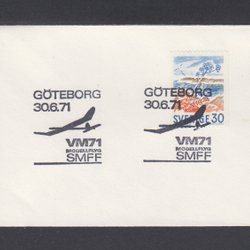 GÖTEBORG
30.6.71
VM71
MODELLFLYG
SMFF
GÖTEBORG
30.6.71
VM71
MODELLFLYG
SMFF
SVERIGE 30